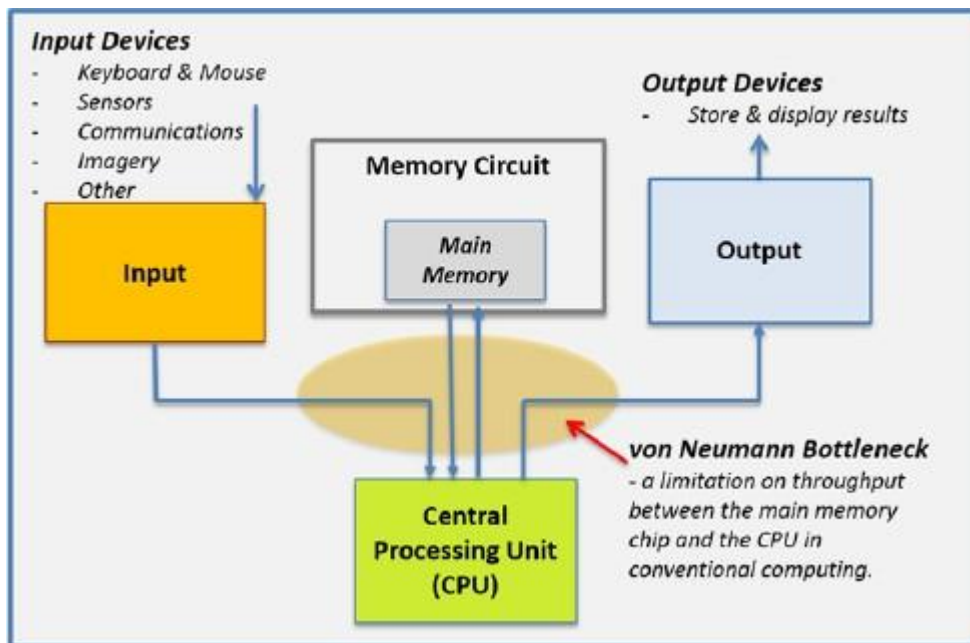 Input Devices
- Keyboard & Mouse
- Sensors
- Communications
- Imagery
- Other
Input
Memory Circuit
Main
Memory
Output Devices
- Store & display results
Output
von Neumann Bottleneck
- a limitation on throughput
between the main memory
chip and the CPU in
conventional computing.
Central
Processing Unit
(CPU)